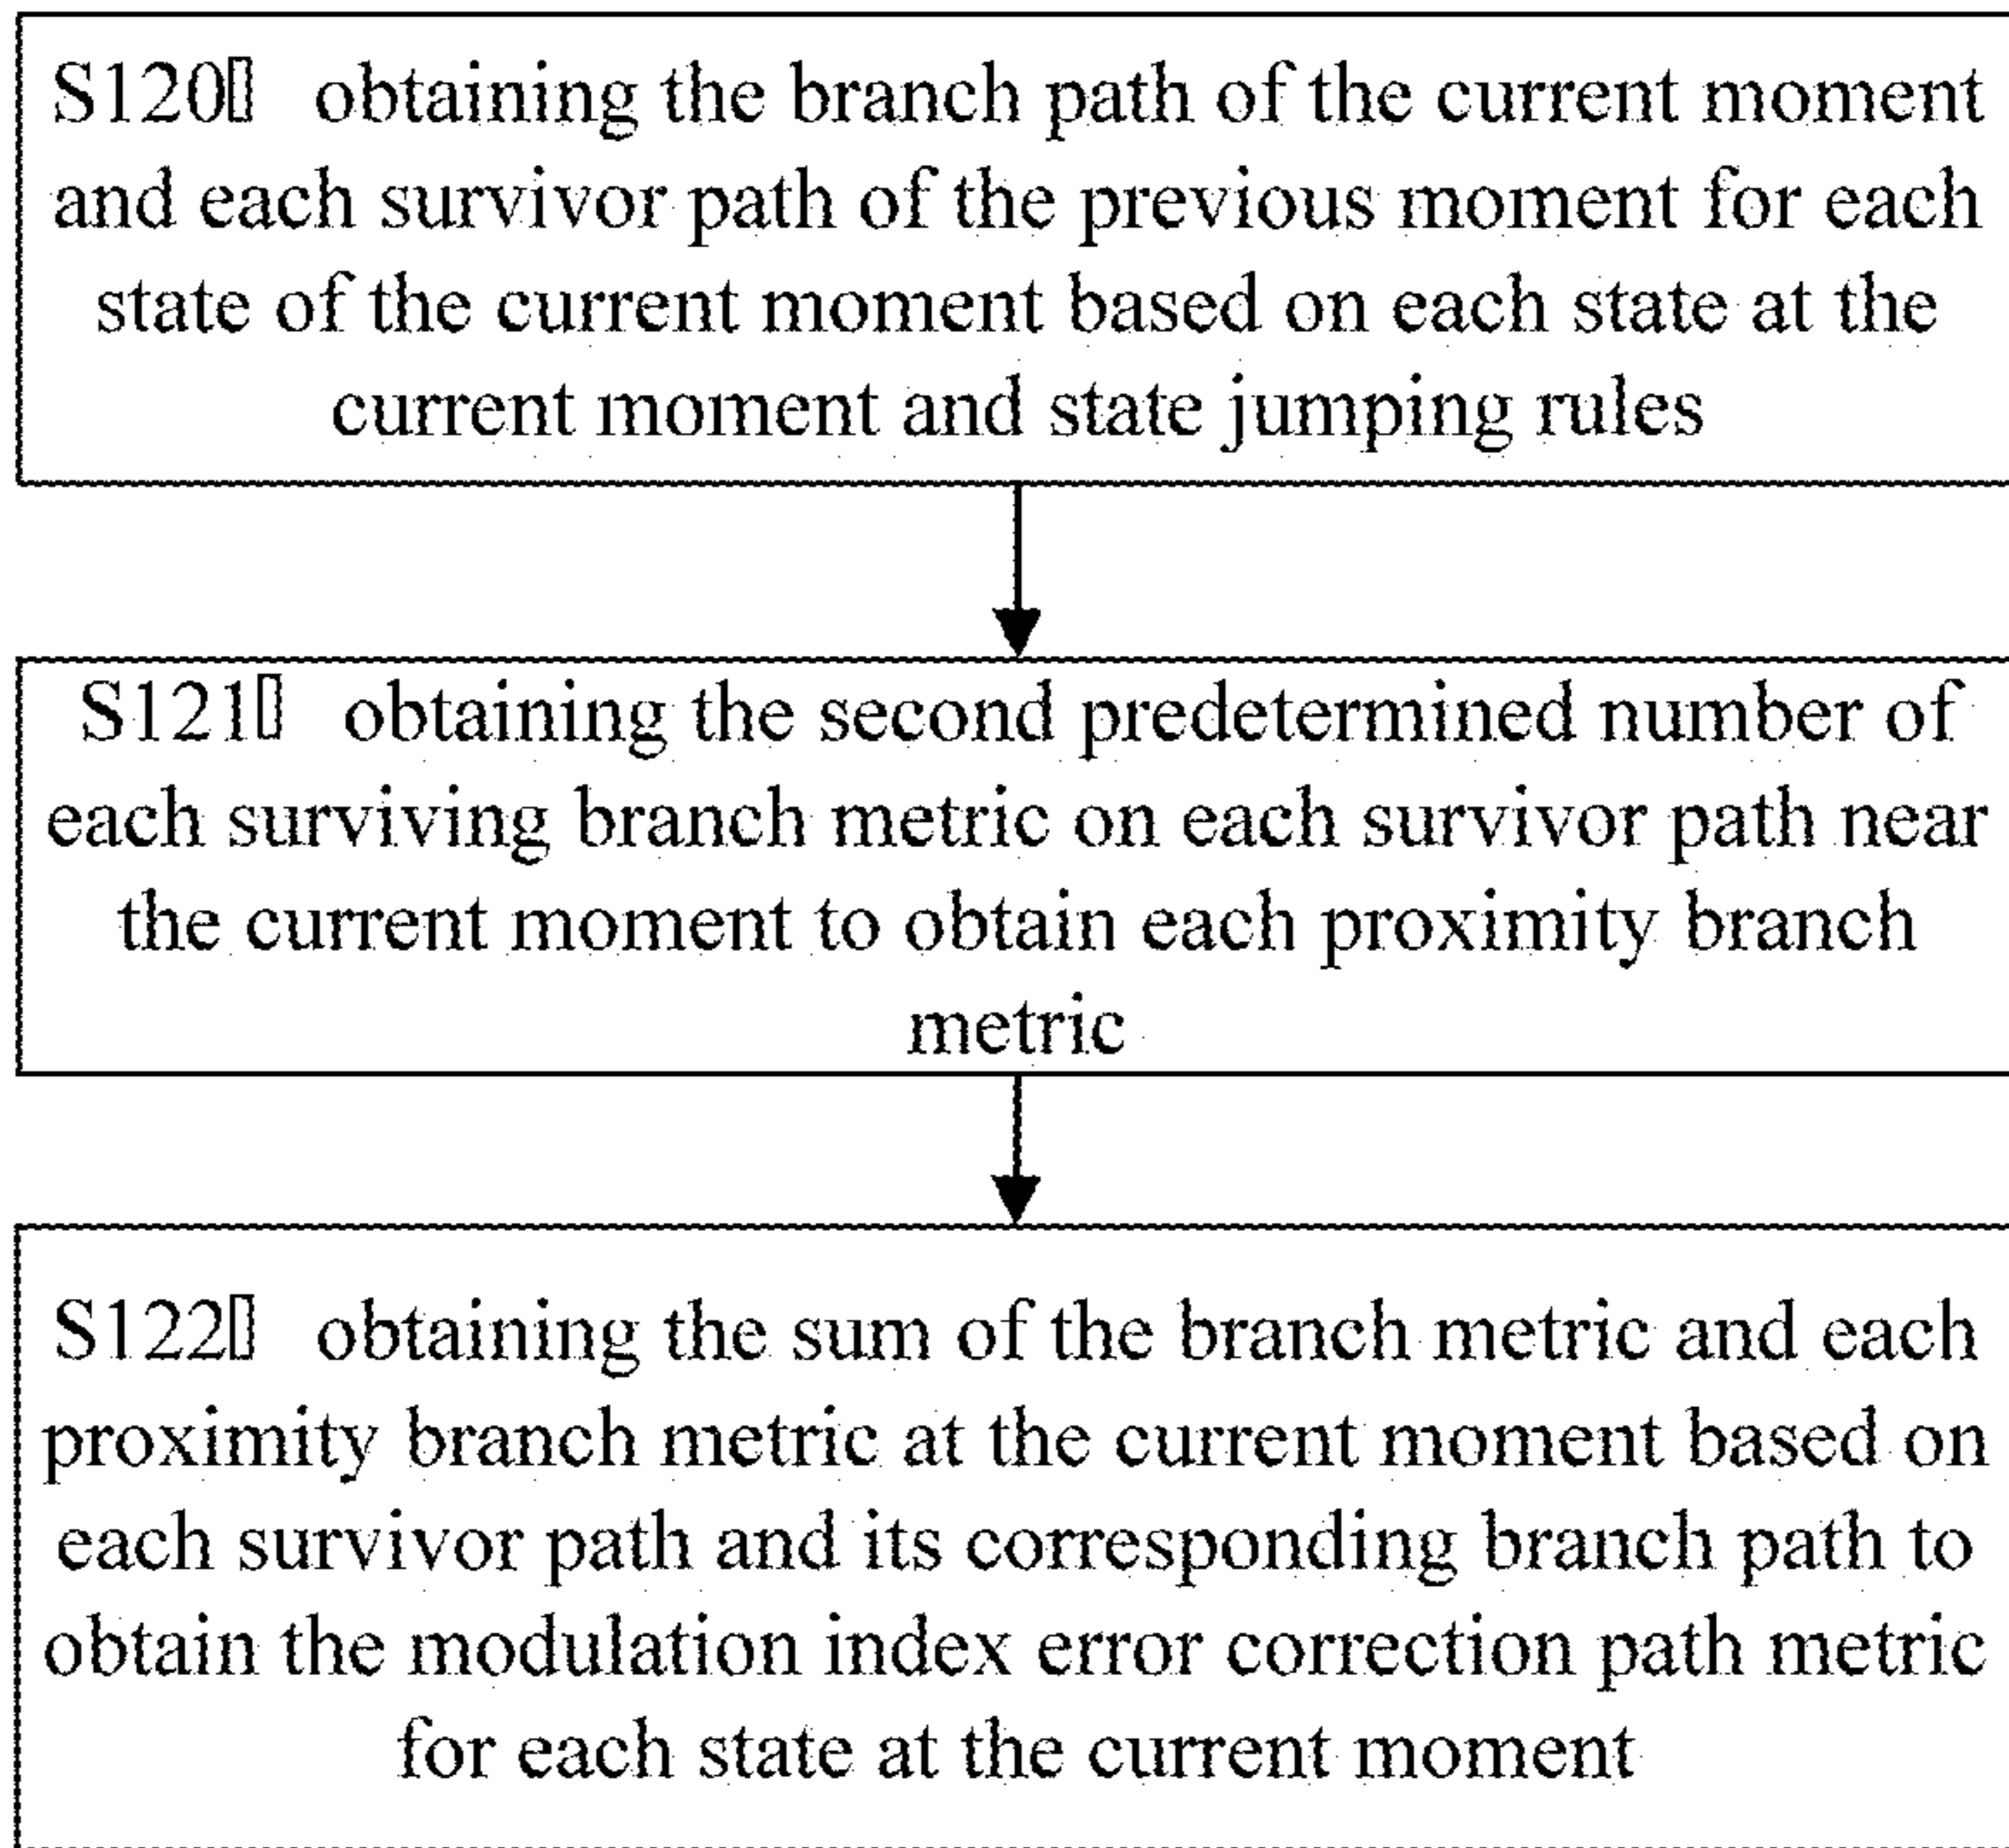 S120▯ obtaining the branch path of the current moment
and each survivor path of the previous moment for each
state of the current moment based on each state at the
current moment and state jumping rules
S121▯ obtaining the second predetermined number of
each surviving branch metric on each survivor path near
the current moment to obtain each proximity branch
metric
S122▯ obtaining the sum of the branch metric and each
proximity branch metric at the current moment based on
each survivor path and its corresponding branch path to
obtain the modulation index error correction path metric
for each state at the current moment